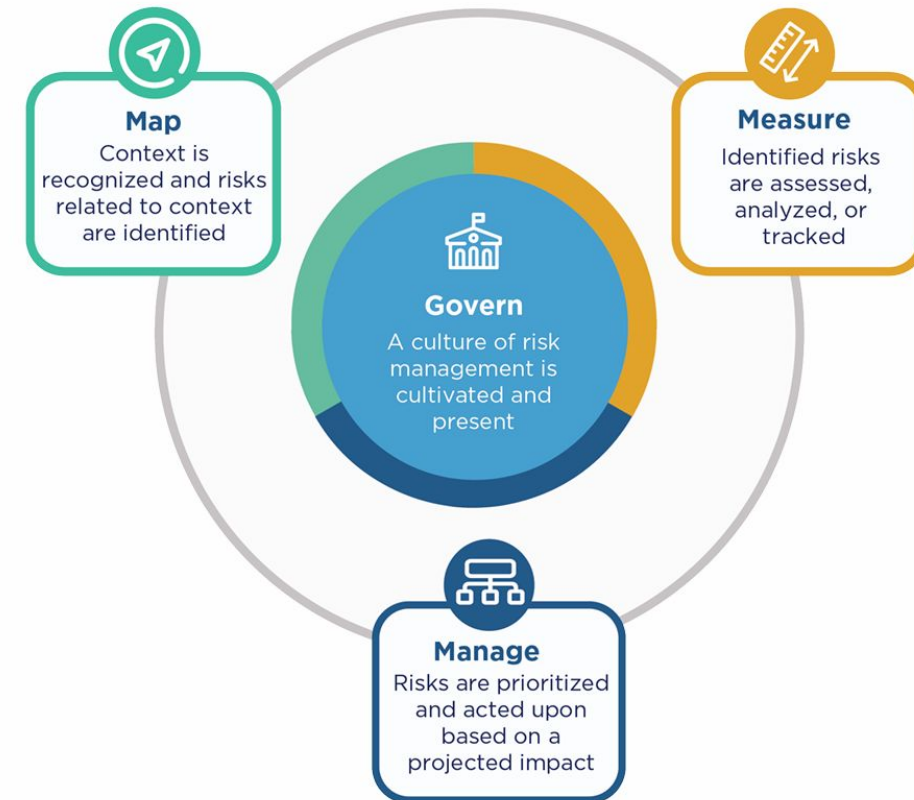 Map
Context is
recognized and risks
related to context
are identified
Measure
Identified risks
are assessed,
analyzed, or
tracked
Govern
A culture of risk
management is
cultivated and
present
Manage
Risks are prioritized
and acted upon
based on a
projected impact